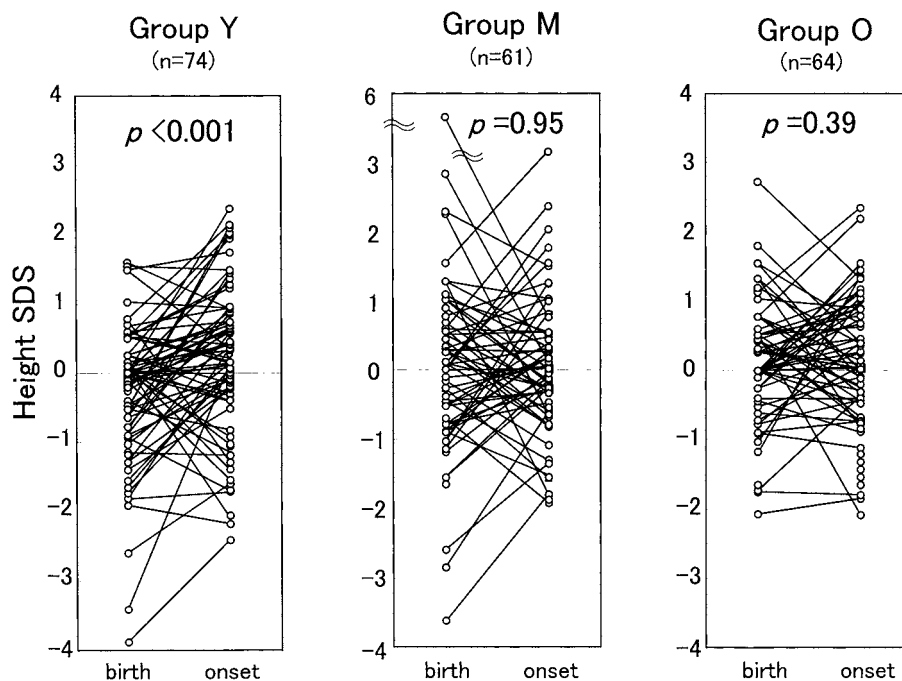 Group Y
(n=74)
Group M
(n=61)
Group O
(n=64)
Height SDS
4
3
2
1
0
−1
−2
−3
−4
p <0.001
birth onset
6
3
2
1
0
−1
−2
−3
−4
p =0.95
birth onset
4
3
2
1
0
−1
−2
−3
−4
p =0.39
birth onset